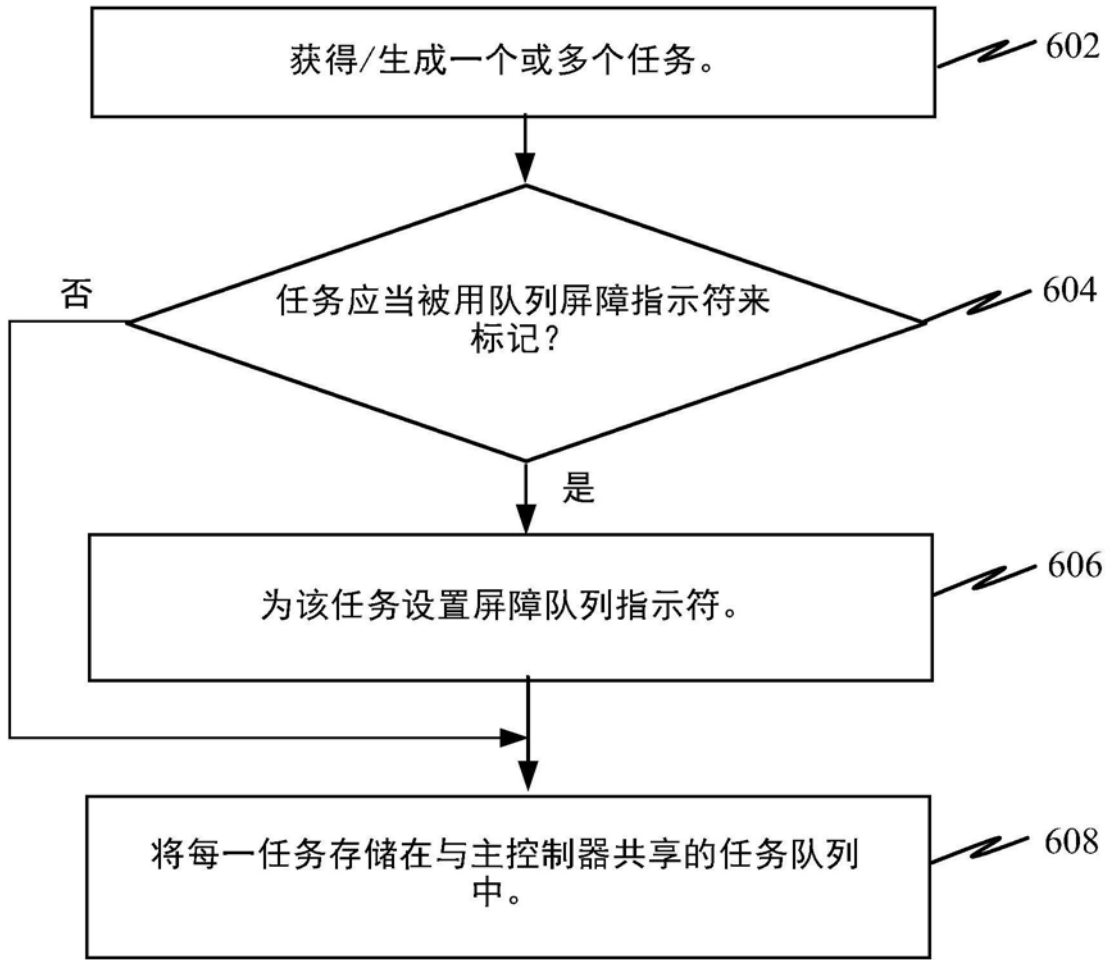 获得/生成一个或多个任务。
602
任务应当被用队列屏障指示符来
标记？
604
否
是
为该任务设置屏障队列指示符。
606
将每一任务存储在与主控制器共享的任务队列
中。
608